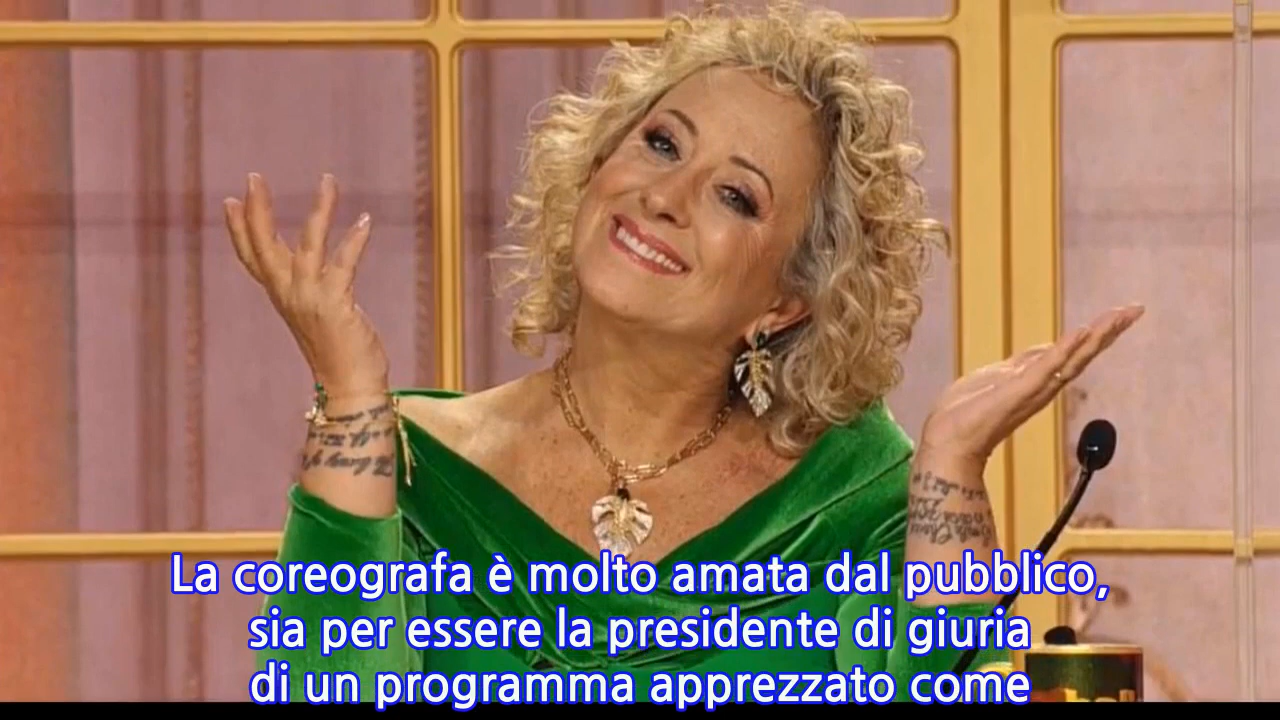 La coreografa è molto amata dal pubblico,
sia per essere la presidente di giuria
di un programma apprezzato come